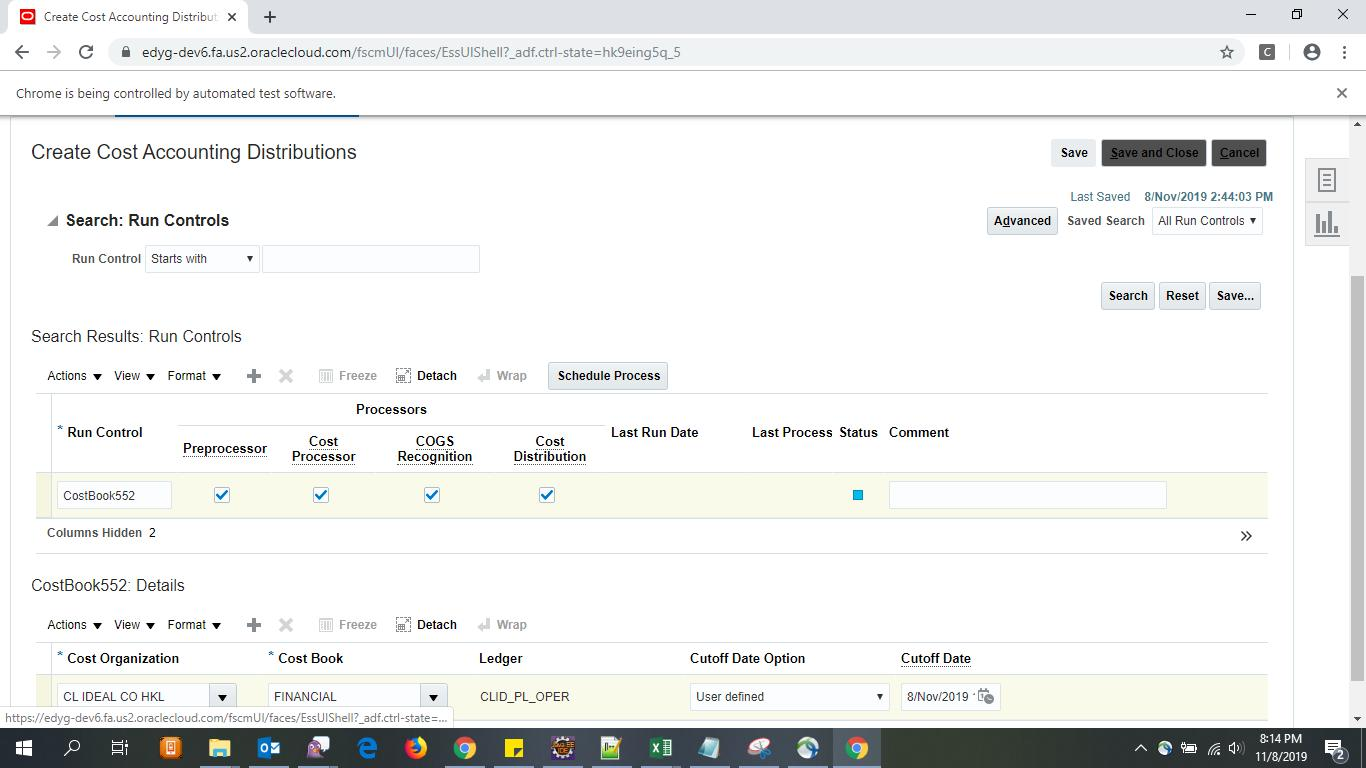 Create Cost Accounting Distribut
edyg-dev6.fa.us2.oraclecloud.com/fscmUI/faces/EssUIShell?_adf.ctrl-state=hk9eing5q_5
C
Chrome is being controlled by automated test software.
Create Cost Accounting Distributions
Save Save and Close Cancel
Last Saved 8/Nov/2019 2:44:03 PM
Search: Run Controls
Advanced Saved Search All Run Controls
Run Control Starts with
Search Reset Save...
Search Results: Run Controls
Actions View Format Freeze Detach Wrap Schedule Process
Processors
* Run Control Preprocessor Cost Processor COGS Recognition Cost Distribution Last Run Date Last Process Status Comment
CostBook552
Columns Hidden 2
CostBook552: Details
Actions View Format Freeze Detach Wrap
* Cost Organization * Cost Book Ledger Cutoff Date Option Cutoff Date
CL IDEAL CO HKL FINANCIAL CLID_PL_OPER User defined 8/Nov/2019
https://edyg-dev6.fa.us2.oraclecloud.com/fscmUI/faces/EssUIShell?_adf.ctrl-state=...
8:14 PM
11/8/2019
2